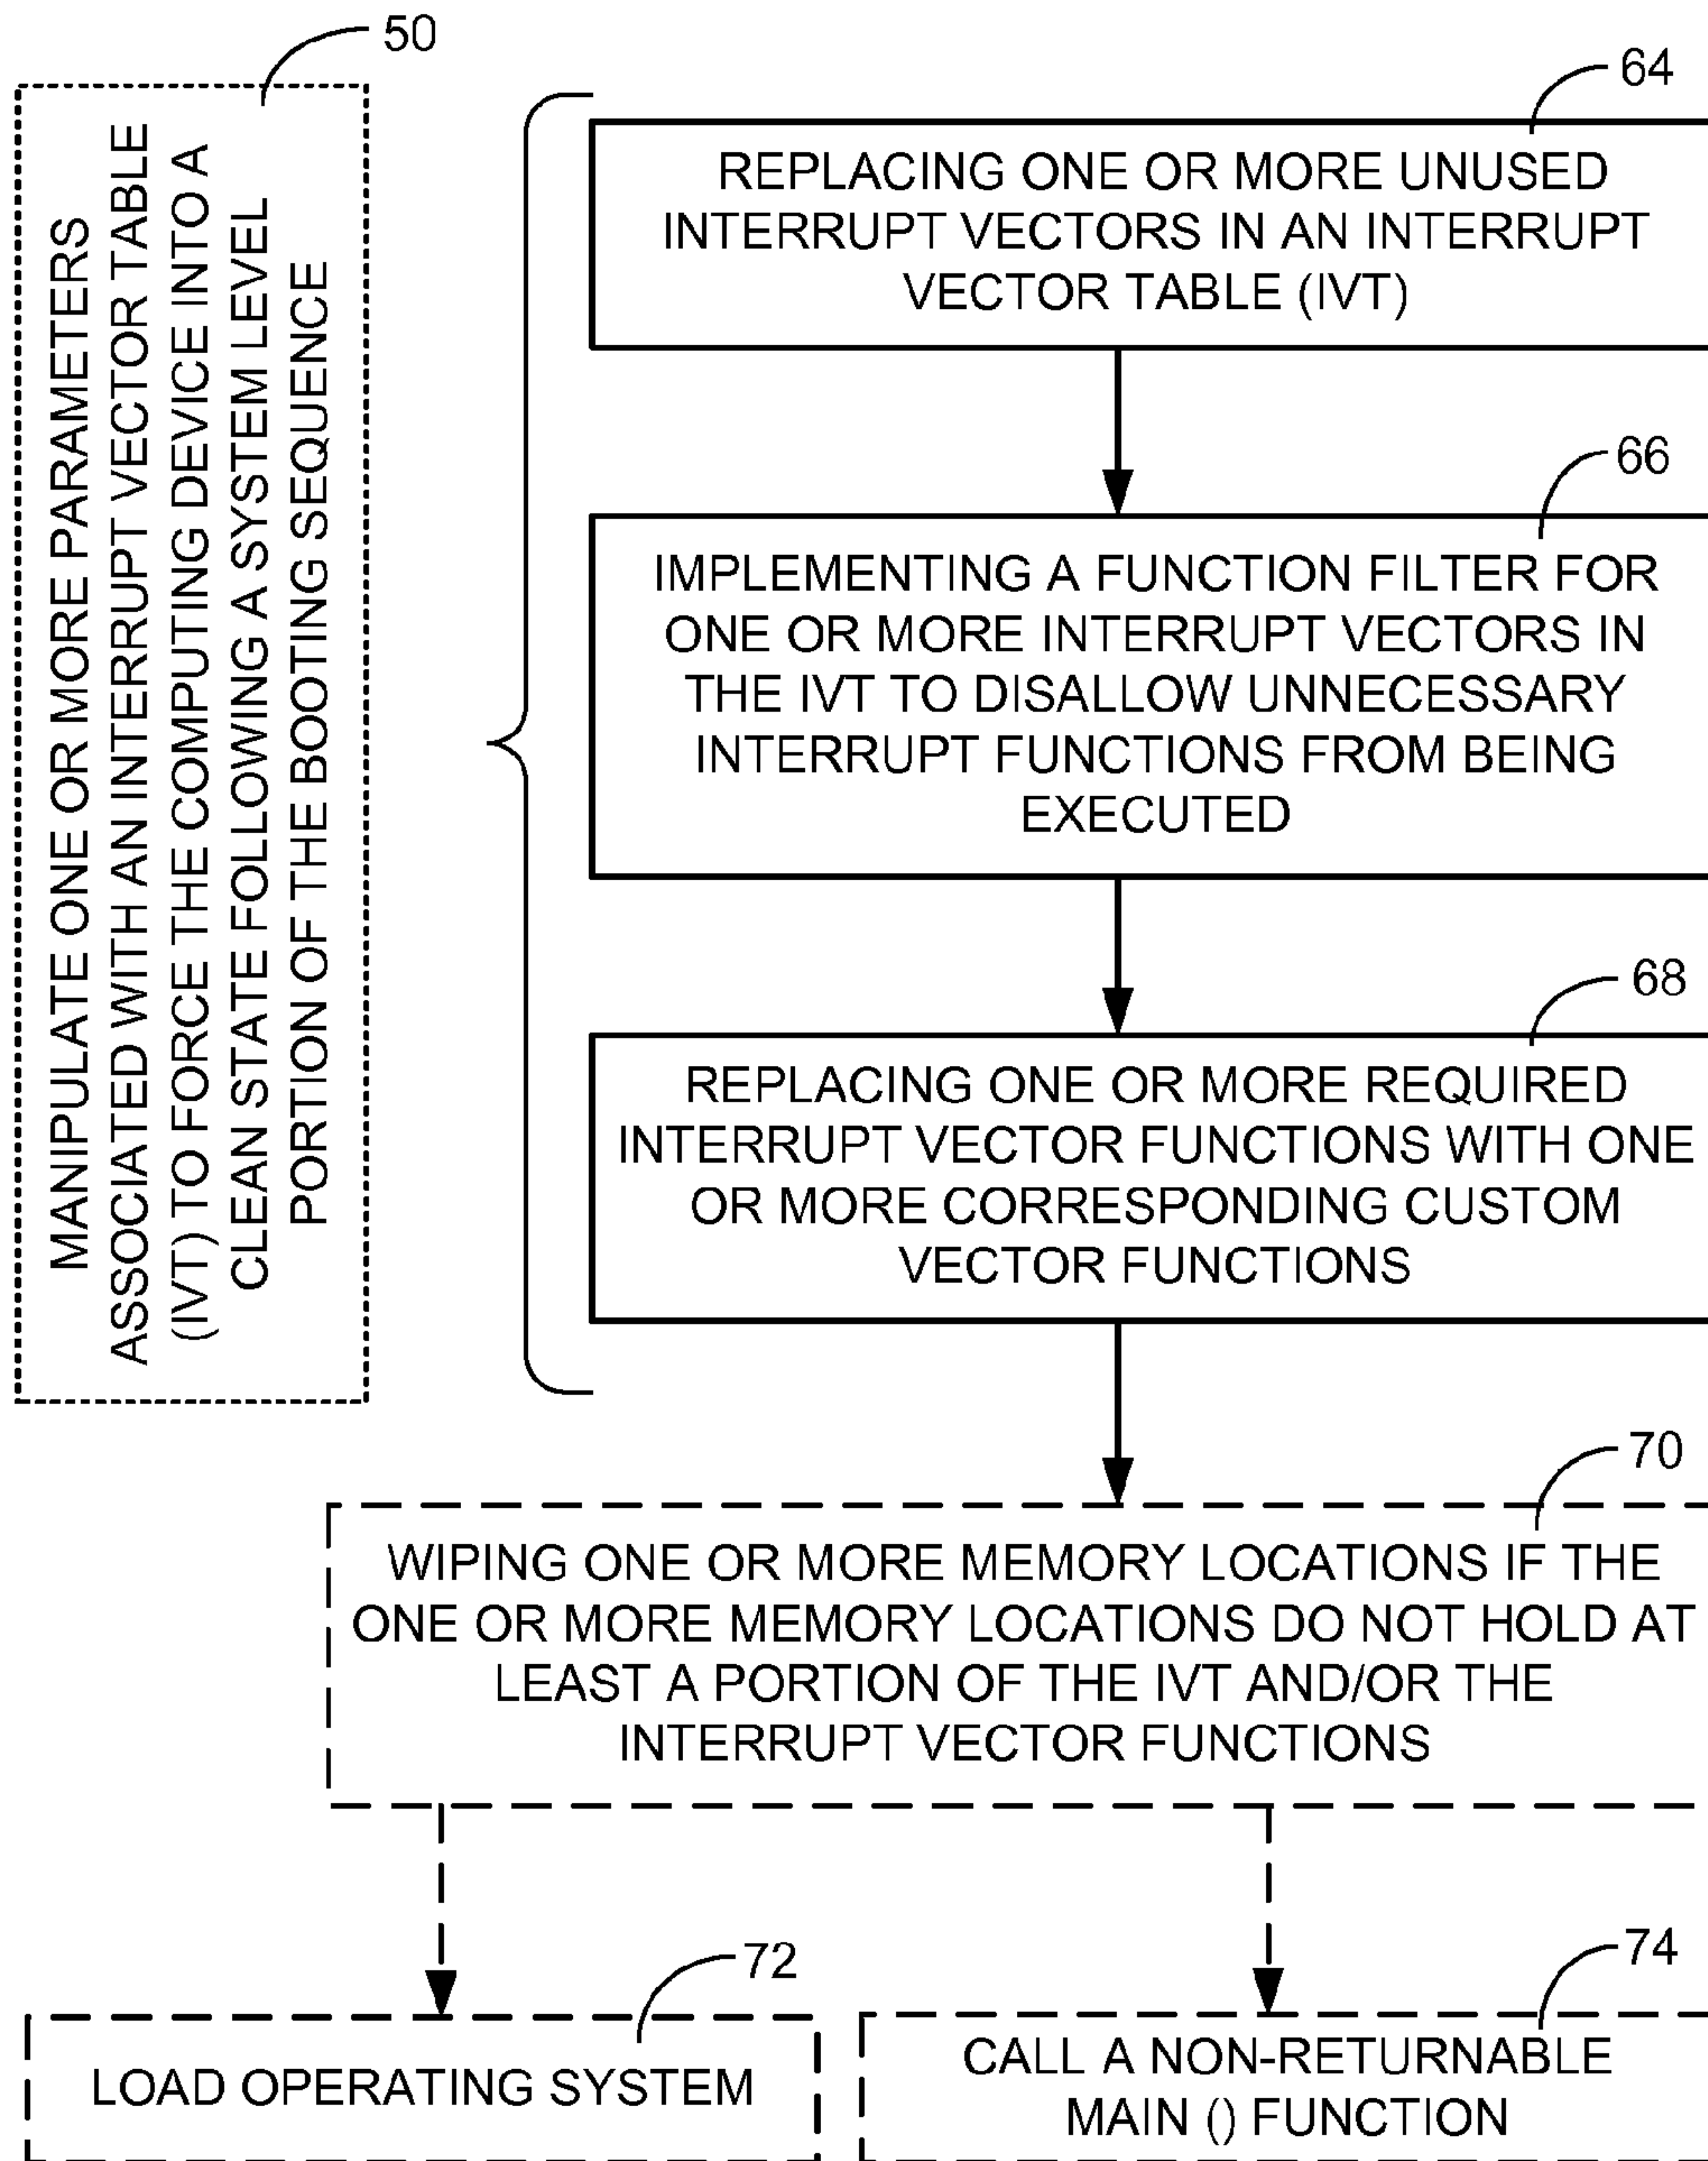 50
MANIPULATE ONE OR MORE PARAMETERS
ASSOCIATED WITH AN INTERRUPT VECTOR TABLE
(IVT) TO FORCE THE COMPUTING DEVICE INTO A
CLEAN STATE FOLLOWING A SYSTEM LEVEL
PORTION OF THE BOOTING SEQUENCE
64
REPLACING ONE OR MORE UNUSED
INTERRUPT VECTORS IN AN INTERRUPT
VECTOR TABLE (IVT)
66
IMPLEMENTING A FUNCTION FILTER FOR
ONE OR MORE INTERRUPT VECTORS IN
THE IVT TO DISALLOW UNNECESSARY
INTERRUPT FUNCTIONS FROM BEING
EXECUTED
68
REPLACING ONE OR MORE REQUIRED
INTERRUPT VECTOR FUNCTIONS WITH ONE
OR MORE CORRESPONDING CUSTOM
VECTOR FUNCTIONS
70
WIPING ONE OR MORE MEMORY LOCATIONS IF THE
ONE OR MORE MEMORY LOCATIONS DO NOT HOLD AT
LEAST A PORTION OF THE IVT AND/OR THE
INTERRUPT VECTOR FUNCTIONS
72
LOAD OPERATING SYSTEM
74
CALL A NON-RETURNABLE
MAIN () FUNCTION